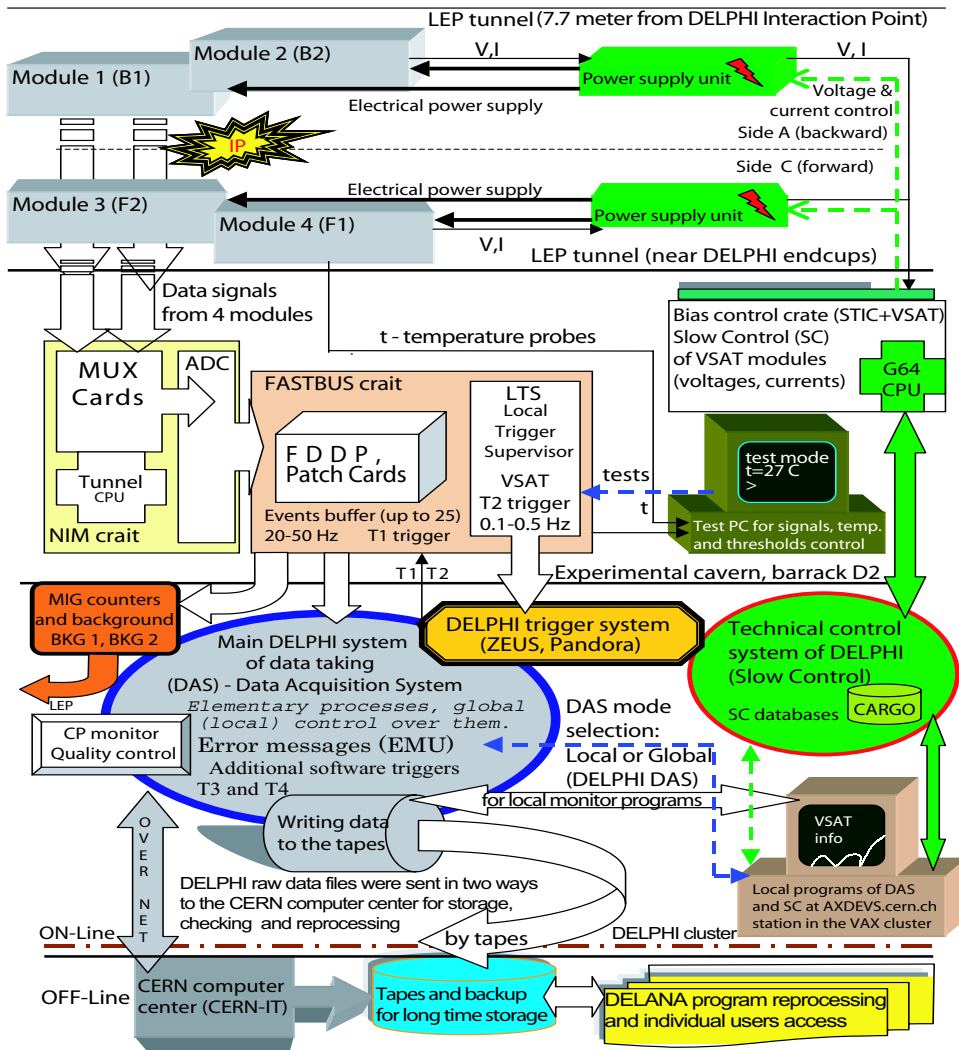 LEP tunnel (7.7 meter from DELPHI Interaction Point)
Module 2 (B2)
V,I
V, I
Module 1 (B1)
Power supply unit
Electrical power supply
Voltage &
current control
Side A (backward)
IP
Side C (forward)
Electrical power supply
Module 3 (F2)
Module 4 (F1)
Power supply unit
V,I
LEP tunnel (near DELPHI endcups)
Data signals
from 4 modules
t - temperature probes
Bias control crate (STIC+VSAT)
Slow Control (SC)
of VSAT modules
(voltages, currents)
G64
CPU
MUX
Cards
ADC
Tunnel
CPU
NIM crait
FASTBUS crait
F D D P ,
Patch Cards
Events buffer (up to 25)
20-50 Hz T1 trigger
LTS
Local
Trigger
Supervisor
VSAT
T2 trigger
0.1-0.5 Hz
tests
t
test mode
t=27 C
>
Test PC for signals, temp.
and thresholds control
T1 T2
Experimental cavern, barrack D2
MIG counters
and background
BKG 1, BKG 2
LEP
CP monitor
Quality control
Main DELPHI system
of data taking
(DAS) - Data Acquisition System
Elementary processes, global
(local) control over them.
Error messages (EMU)
Additional software triggers
T3 and T4
DELPHI trigger system
(ZEUS, Pandora)
Technical control
system of DELPHI
(Slow Control)
SC databases
CARGO
DAS mode
selection:
Local or Global
(DELPHI DAS)
for local monitor programs
Writing data
to the tapes
VSAT
info
Local programs of DAS
and SC at AXDEVS.cern.ch
station in the VAX cluster
OVER NET
DELPHI raw data files were sent in two ways
to the CERN computer center for storage,
checking and reprocessing
by tapes
ON-Line
DELPHI cluster
OFF-Line
CERN computer
center (CERN-IT)
Tapes and backup
for long time storage
DELANA program reprocessing
and individual users access